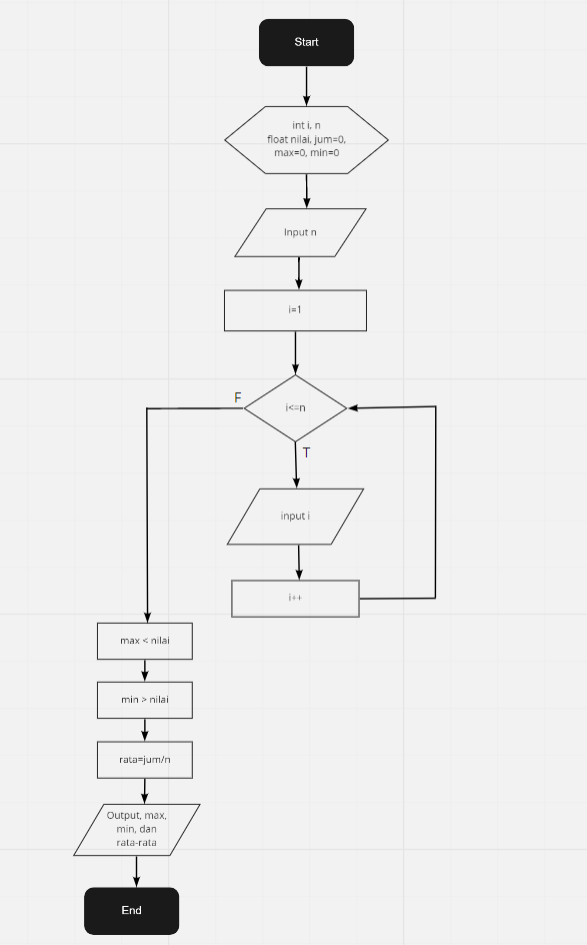 Start
int i, n
float nilai, jum=0,
max=0, min=0
Input n
i=1
i<=n
F
T
input i
i++
max < nilai
min > nilai
rata=jum/n
Output, max,
min, dan
rata-rata
End